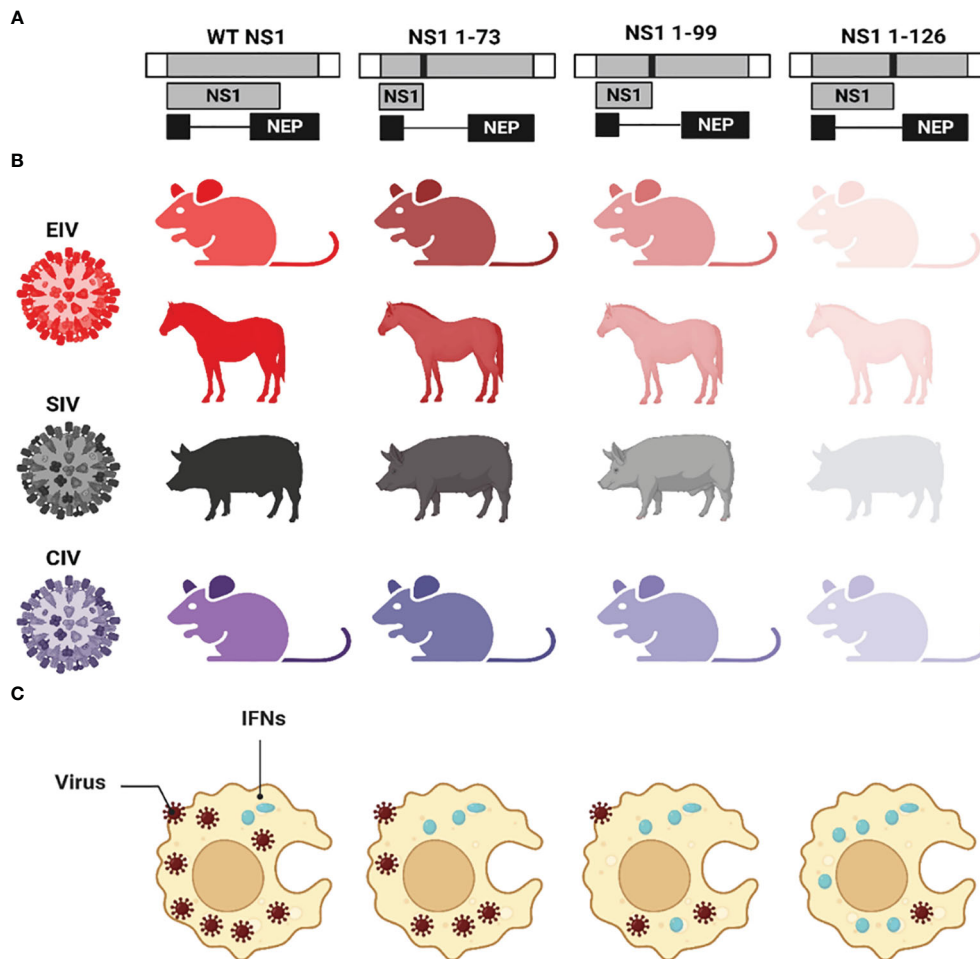 A
WT NS1 NS1 1-73 NS1 1-99 NS1 1-126
NS1 NS1 NS1 NS1
NEP NEP NEP NEP
B
EIV
SIV
CIV
C
IFNs
Virus